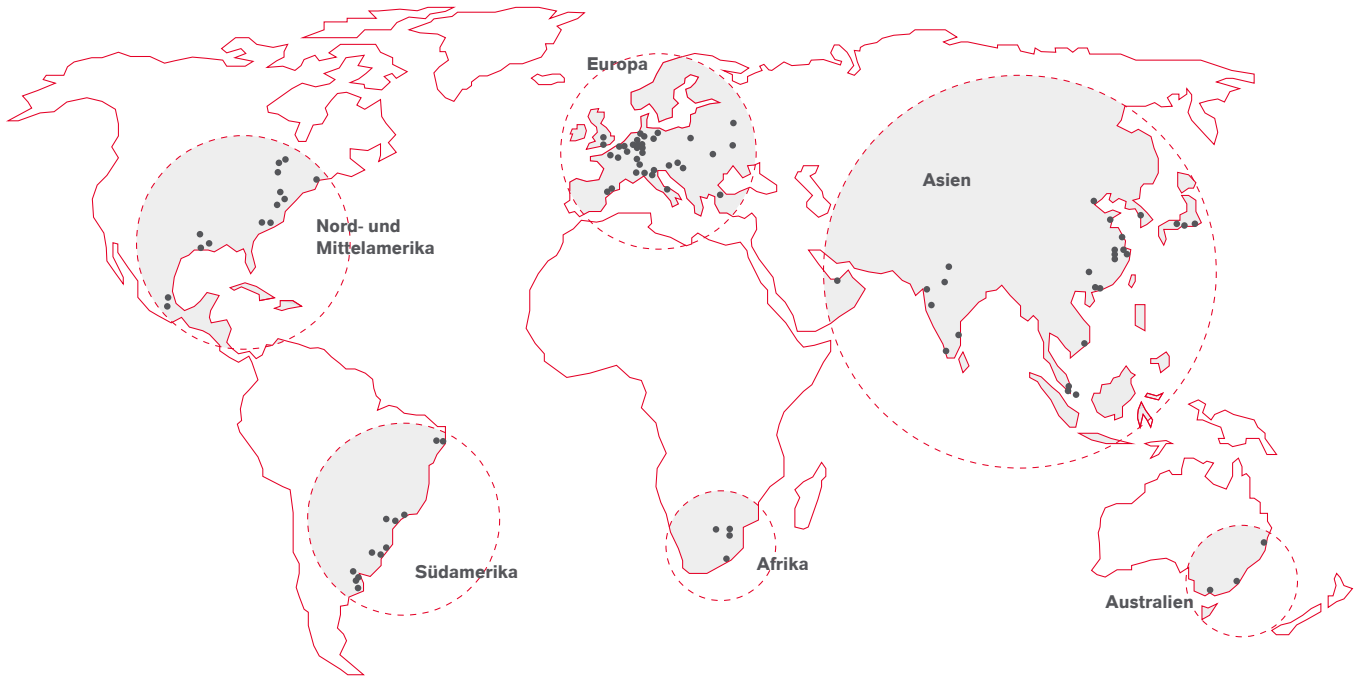 Europa
Asien
Nord- und
Mittelamerika
Südamerika
Afrika
Australien